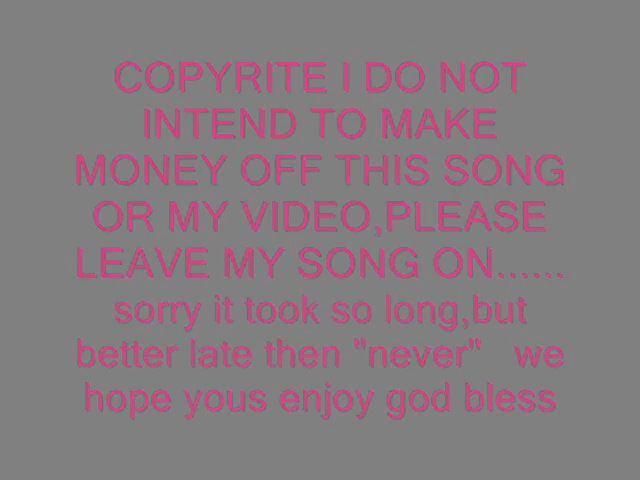 COPYRITE I DO NOT
INTEND TO MAKE
MONEY OFF THIS SONG
OR MY VIDEO,PLEASE
LEAVE MY SONG ON......
sorry it took so long,but
better late then "never"   we
hope yous enjoy god bless